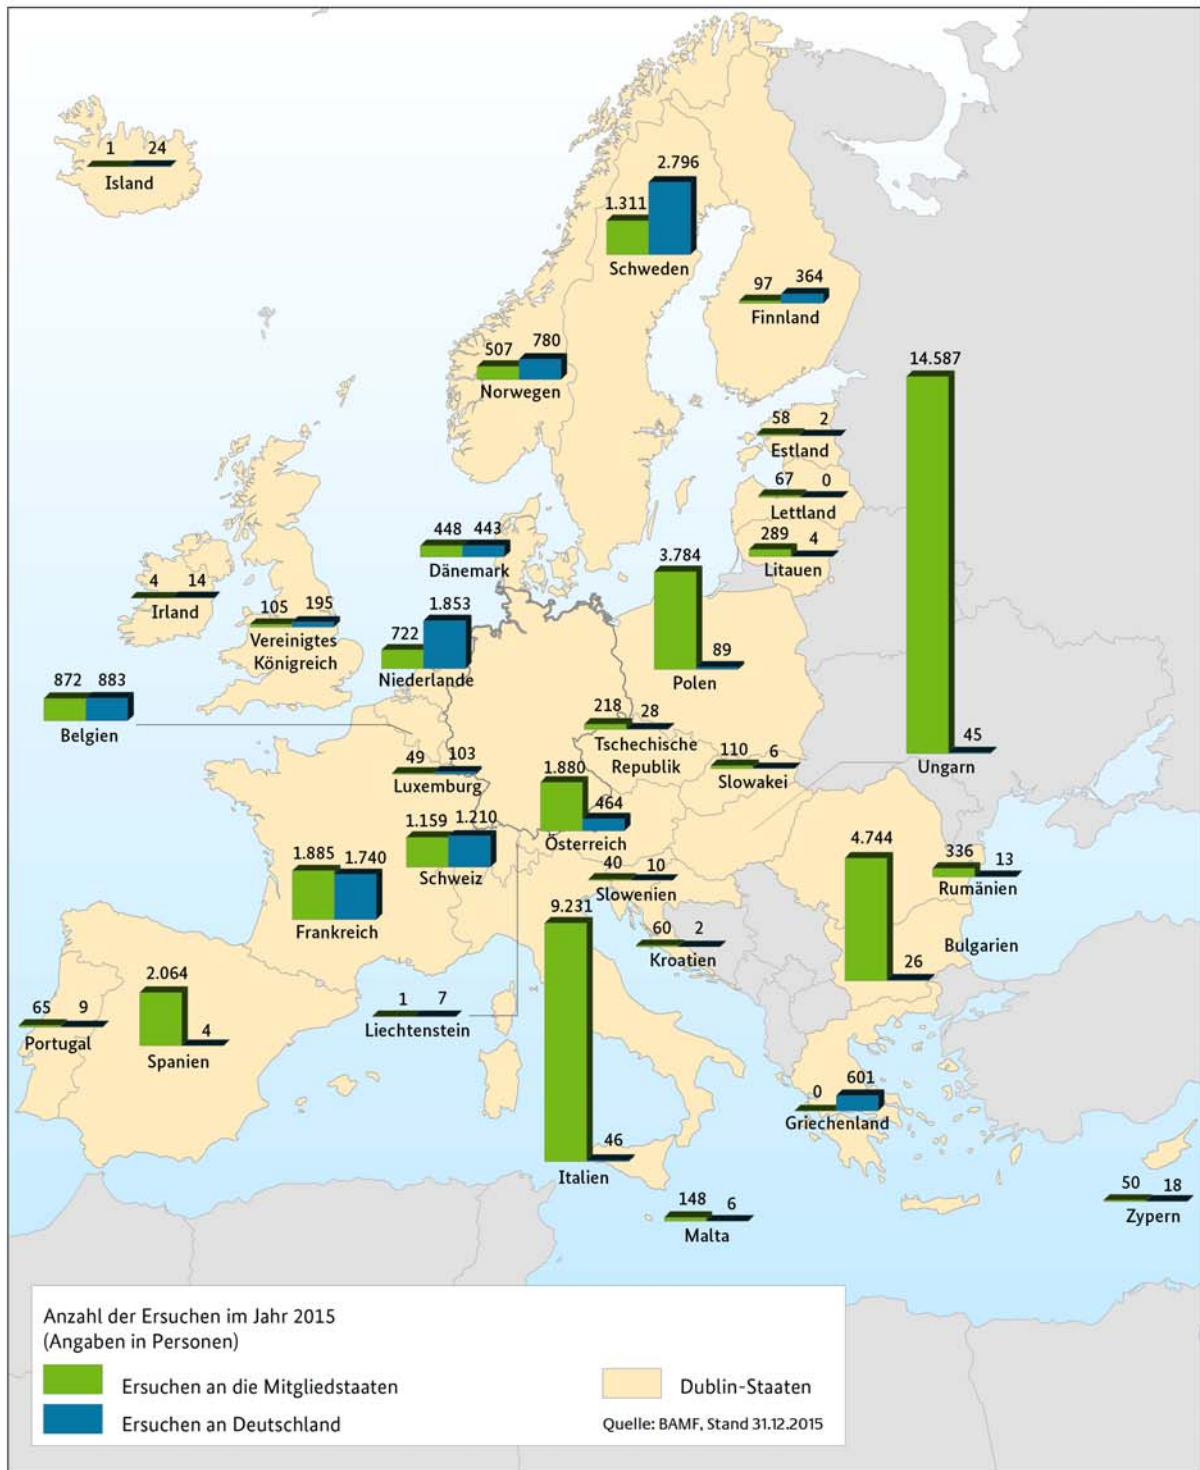 1 24
Island
2.796
1.311
Schweden
97 364
Finnland
507 780
Norwegen
14.587
45
Ungarn
58 2
Estland
67 0
Lettland
289 4
Litauen
448 443
Dänemark
3.784
89
Polen
4 14
Irland
105 195
Vereinigtes
Königreich
1.853
722
Niederlande
872 883
Belgien
218 28
Tschechische
Republik
110 6
Slowakei
49 103
Luxemburg
1.880
464
Österreich
1.159 1.210
Schweiz
4.744
26
Bulgarien
336 13
Rumänien
1.885 1.740
Frankreich
40 10
Slowenien
9.231
46
Italien
60 2
Kroatien
65 9
Portugal
2.064
4
Spanien
1 7
Liechtenstein
0 601
Griechenland
148 6
Malta
50 18
Zypern
Anzahl der Ersuchen im Jahr 2015
(Angaben in Personen)
Ersuchen an die Mitgliedstaaten
Ersuchen an Deutschland
Dublin-Staaten
Quelle: BAMF, Stand 31.12.2015